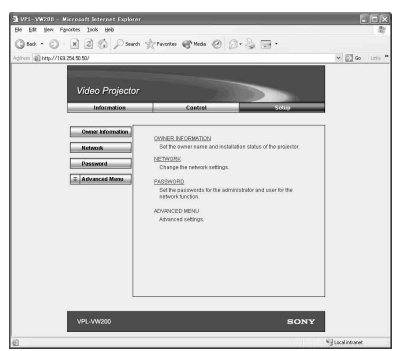 VPL-VW200 - Microsoft Internet Explorer
File Edit View Favorites Tools Help
Back Search Favorites Media
Address http://169.254.50.50/ Go Links
Video Projector
Information Control Setup
Owner Information
Network
Password
Advanced Menu
OWNER INFORMATION
Set the owner name and installation status of the projector.
NETWORK
Change the network settings.
PASSWORD
Set the passwords for the administrator and user for the
network function.
ADVANCED MENU
Advanced settings.
VPL-VW200 SONY
Local intranet